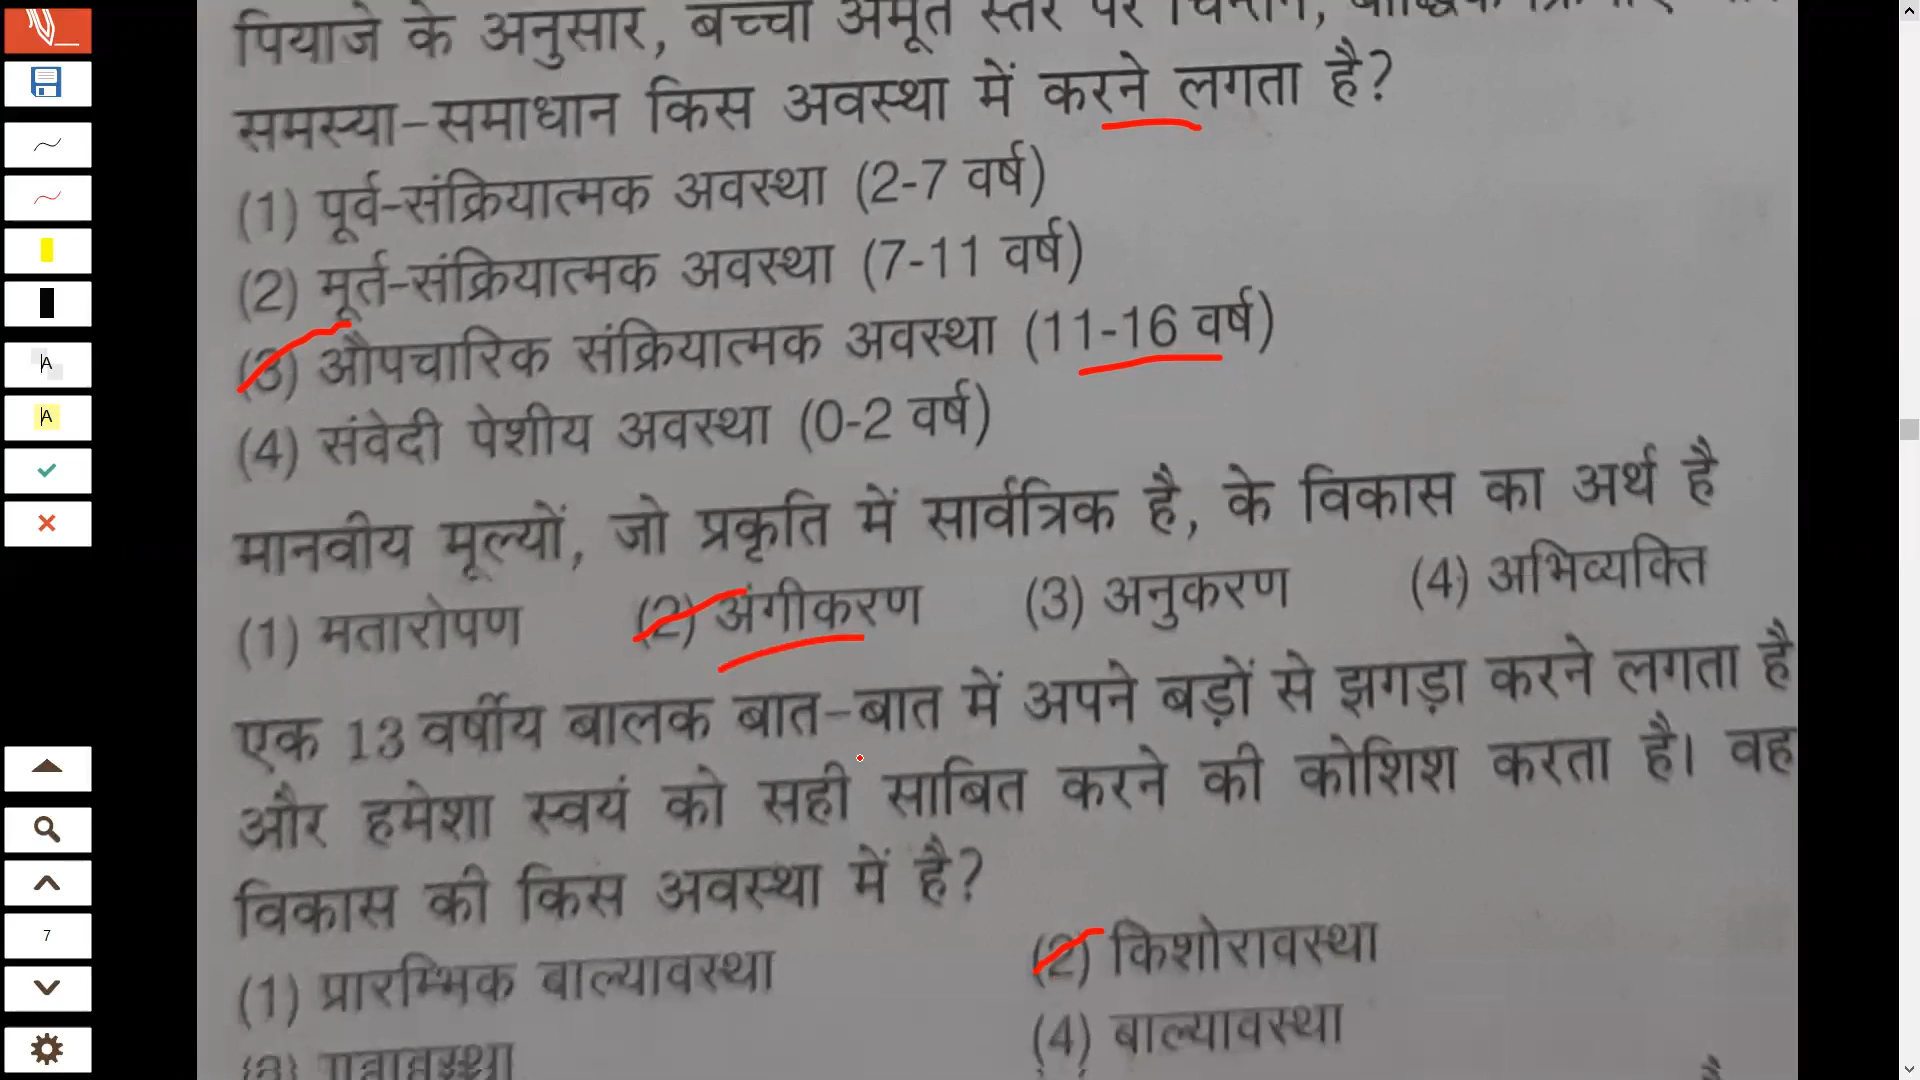 पियाजे के अनुसार, बच्चा अमूर्त स्तर पर चिन्तन,
समस्या-समाधान किस अवस्था में करने लगता है?
(1) पूर्व-संक्रियात्मक अवस्था (2-7 वर्ष)
(2) मूर्त-संक्रियात्मक अवस्था (7-11 वर्ष)
(3) औपचारिक संक्रियात्मक अवस्था (11-16 वर्ष)
(4) संवेदी पेशीय अवस्था (0-2 वर्ष)
मानवीय मूल्यों, जो प्रकृति में सार्वत्रिक है, के विकास का अर्थ है
(1) मतारोपण (2) अंगीकरण (3) अनुकरण (4) अभिव्यक्ति
एक 13 वर्षीय बालक बात-बात में अपने बड़ों से झगड़ा करने लगता है
और हमेशा स्वयं को सही साबित करने की कोशिश करता है। वह
विकास की किस अवस्था में है?
(1) प्रारम्भिक बाल्यावस्था (2) किशोरावस्था
(4) बाल्यावस्था
A
A
7